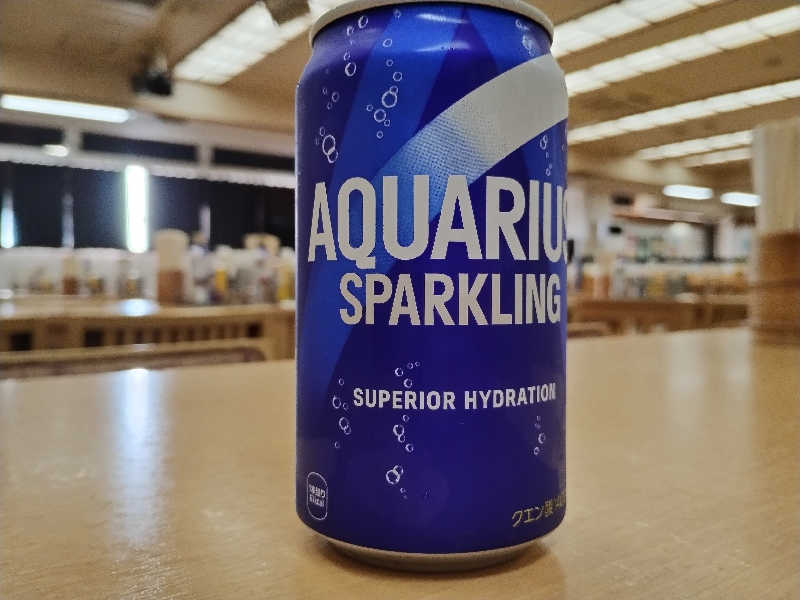 AQUARIUS
SPARKLING
SUPERIOR HYDRATION
クエン酸